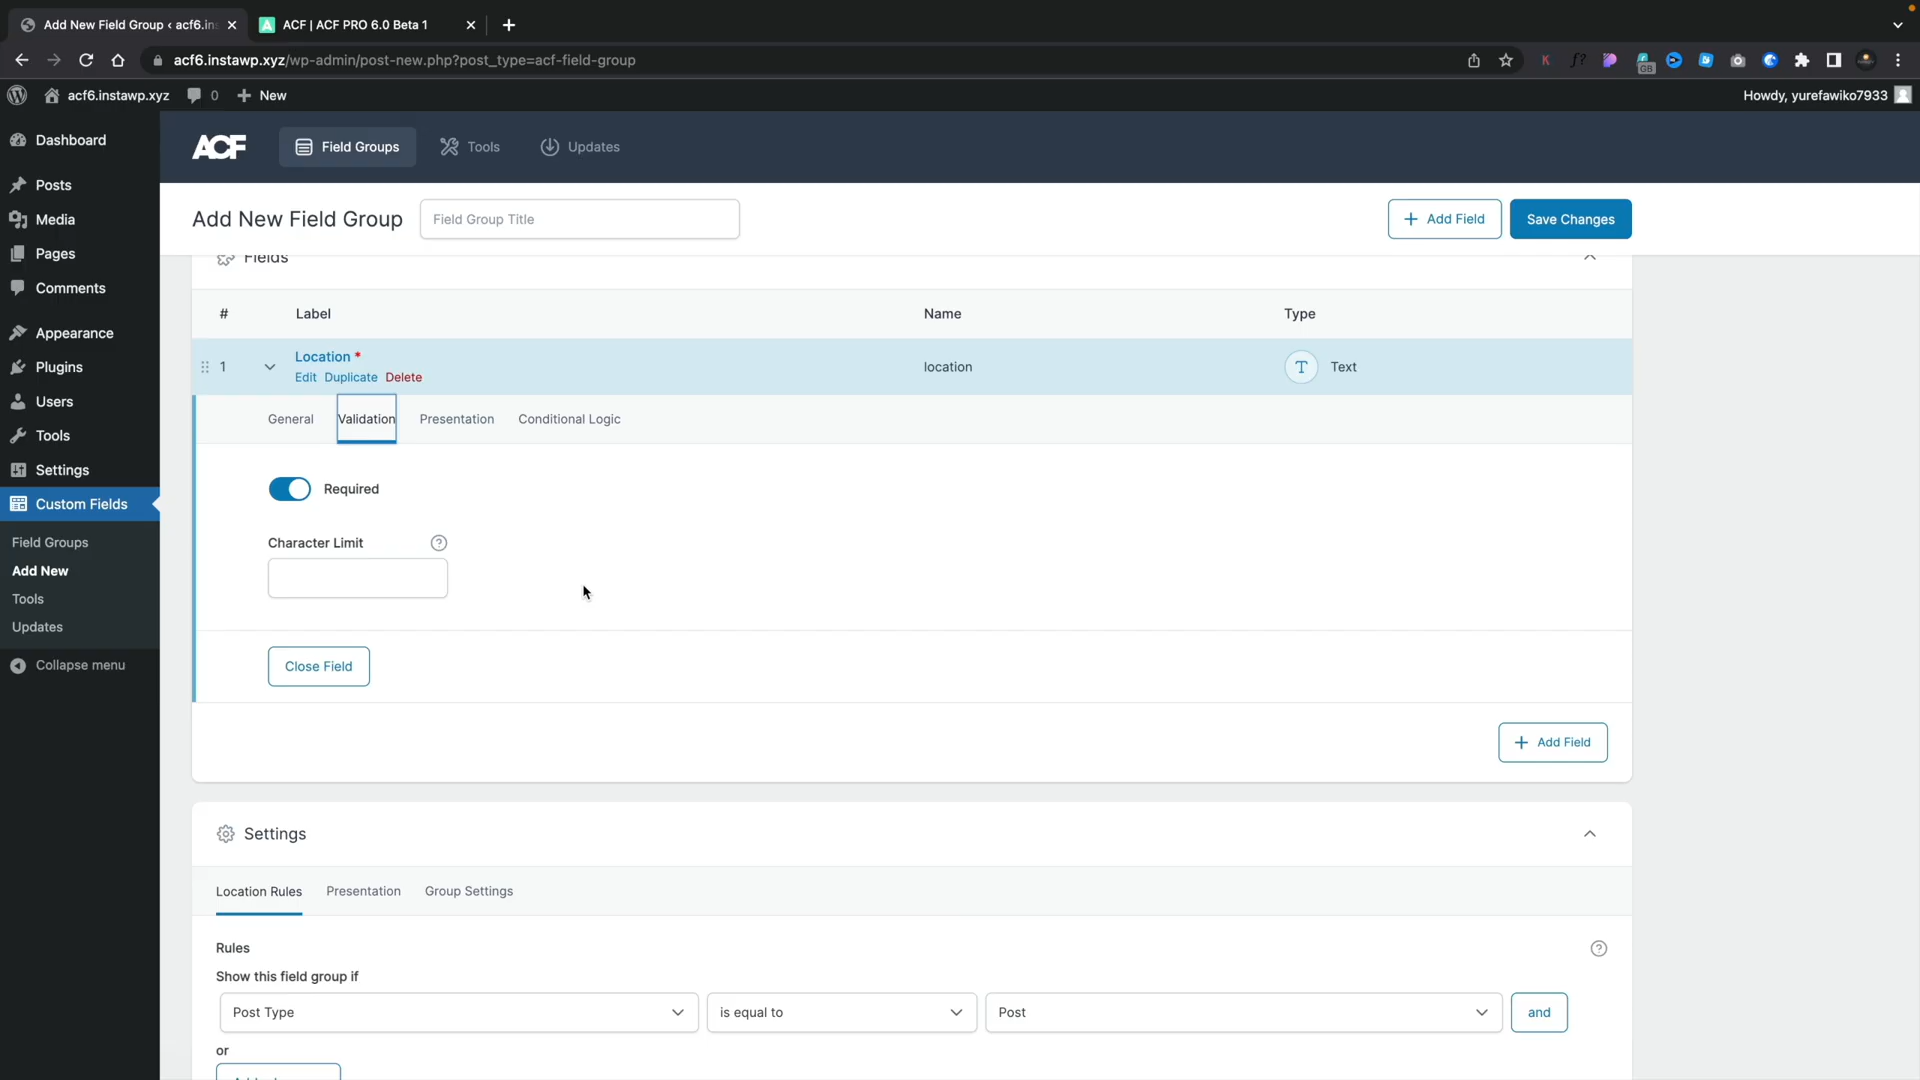 Add New Field Group ‹ acf6.in
ACF | ACF PRO 6.0 Beta 1
acf6.instawp.xyz/wp-admin/post-new.php?post_type=acf-field-group
K
f?
GB
acf6.instawp.xyz
0
New
Howdy, yurefawiko7933
Dashboard
Posts
Media
Pages
Comments
Appearance
Plugins
Users
Tools
Settings
Custom Fields
Field Groups
Add New
Tools
Updates
Collapse menu
ACF
Field Groups
Tools
Updates
Add New Field Group
Field Group Title
+ Add Field
Save Changes
Fields
# Label Name Type
1 Location * location T Text
Edit Duplicate Delete
General Validation Presentation Conditional Logic
Required
Character Limit ?
Close Field
+ Add Field
Settings
Location Rules Presentation Group Settings
Rules ?
Show this field group if
Post Type is equal to Post and
or